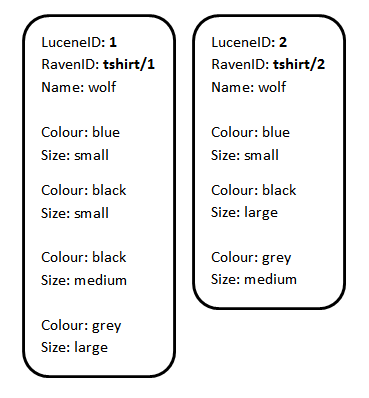 LuceneID: 1
RavenID: tshirt/1
Name: wolf
Colour: blue
Size: small
Colour: black
Size: small
Colour: black
Size: medium
Colour: grey
Size: large
LuceneID: 2
RavenID: tshirt/2
Name: wolf
Colour: blue
Size: small
Colour: black
Size: large
Colour: grey
Size: medium